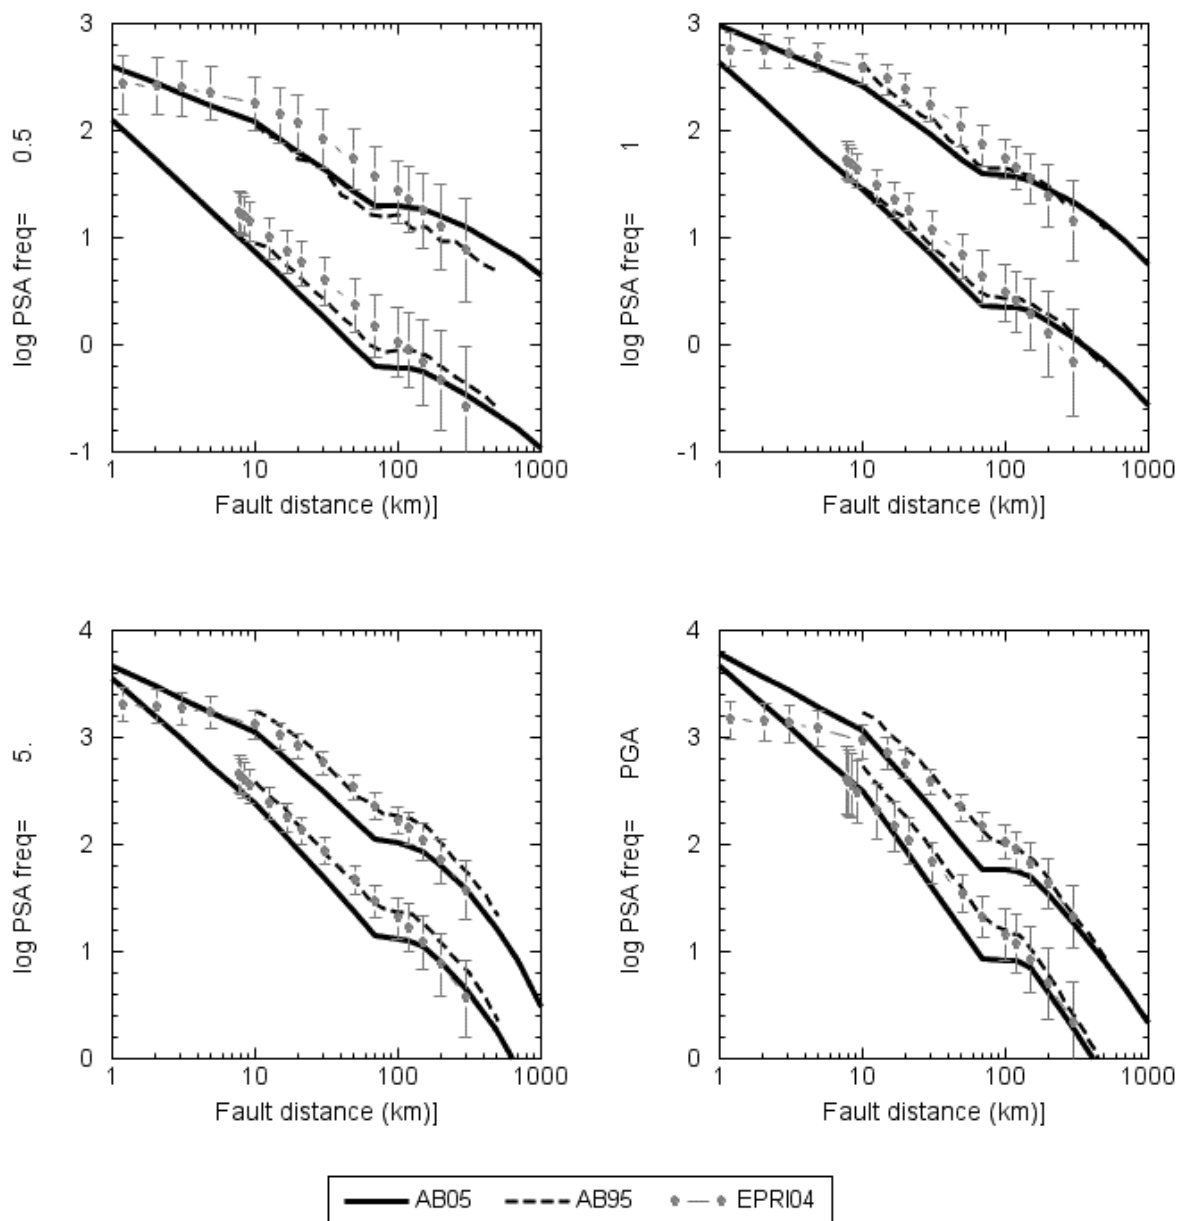 3
3
2
2
log PSA freq= 0.5
log PSA freq= 1
1
1
0
0
-1
-1
1 10 100 1000
1 10 100 1000
Fault distance (km)]
Fault distance (km)]
4
4
3
3
log PSA freq= 5.
log PSA freq= PGA
2
2
1
1
0
0
1 10 100 1000
1 10 100 1000
Fault distance (km)]
Fault distance (km)]
AB05 AB95 EPRI04